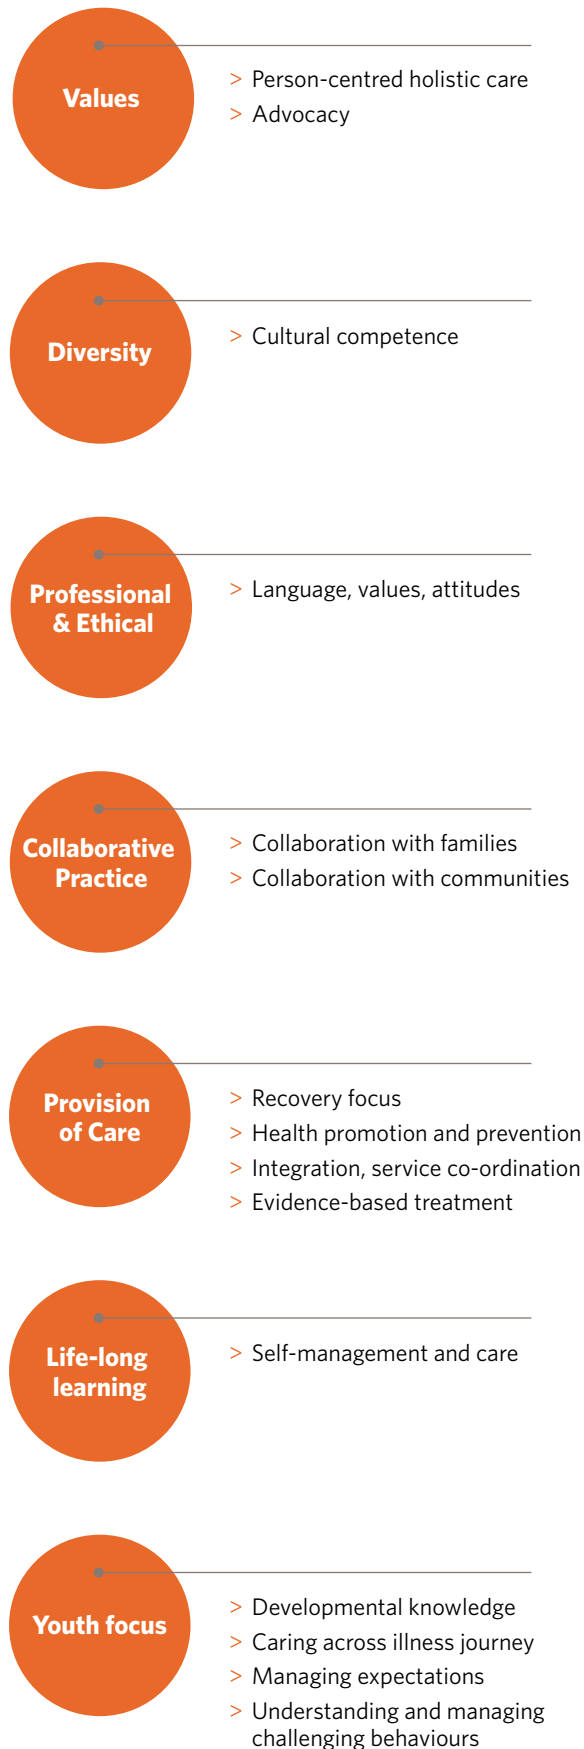 Values
> Person-centred holistic care
> Advocacy
Diversity
> Cultural competence
Professional
& Ethical
> Language, values, attitudes
Collaborative
Practice
> Collaboration with families
> Collaboration with communities
Provision
of Care
> Recovery focus
> Health promotion and prevention
> Integration, service co-ordination
> Evidence-based treatment
Life-long
learning
> Self-management and care
Youth focus
> Developmental knowledge
> Caring across illness journey
> Managing expectations
> Understanding and managing
challenging behaviours